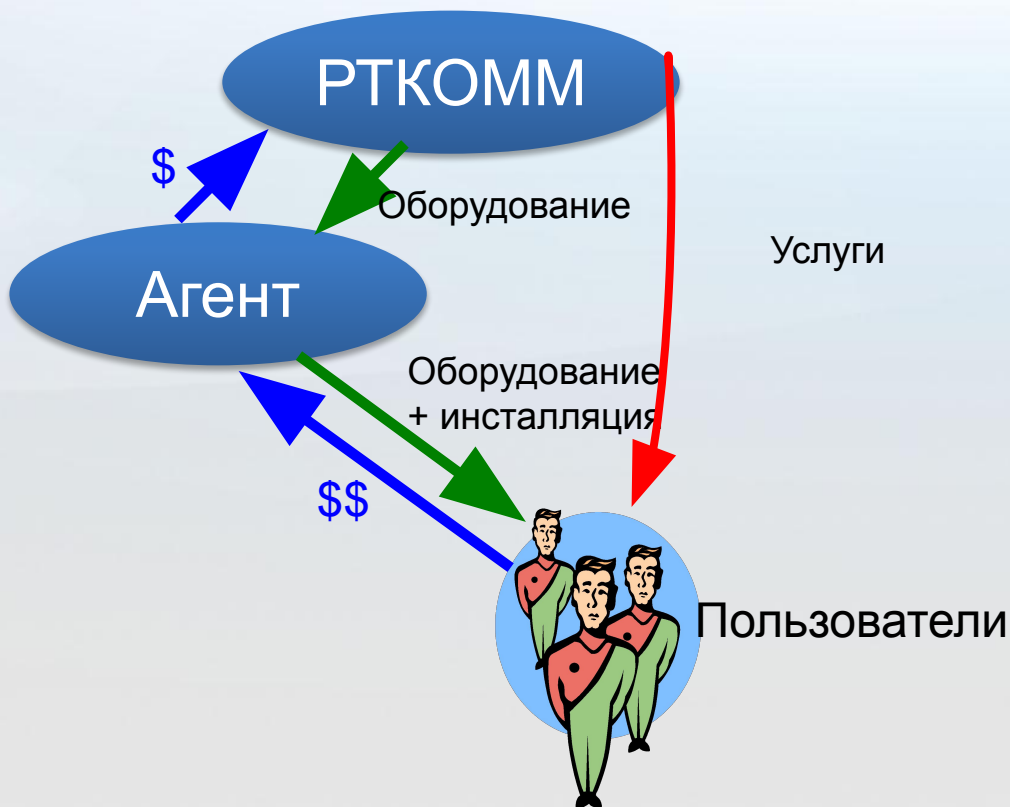 РТКОММ
$
Оборудование
Услуги
Агент
Оборудование
+ инсталляция
$$
Пользователи